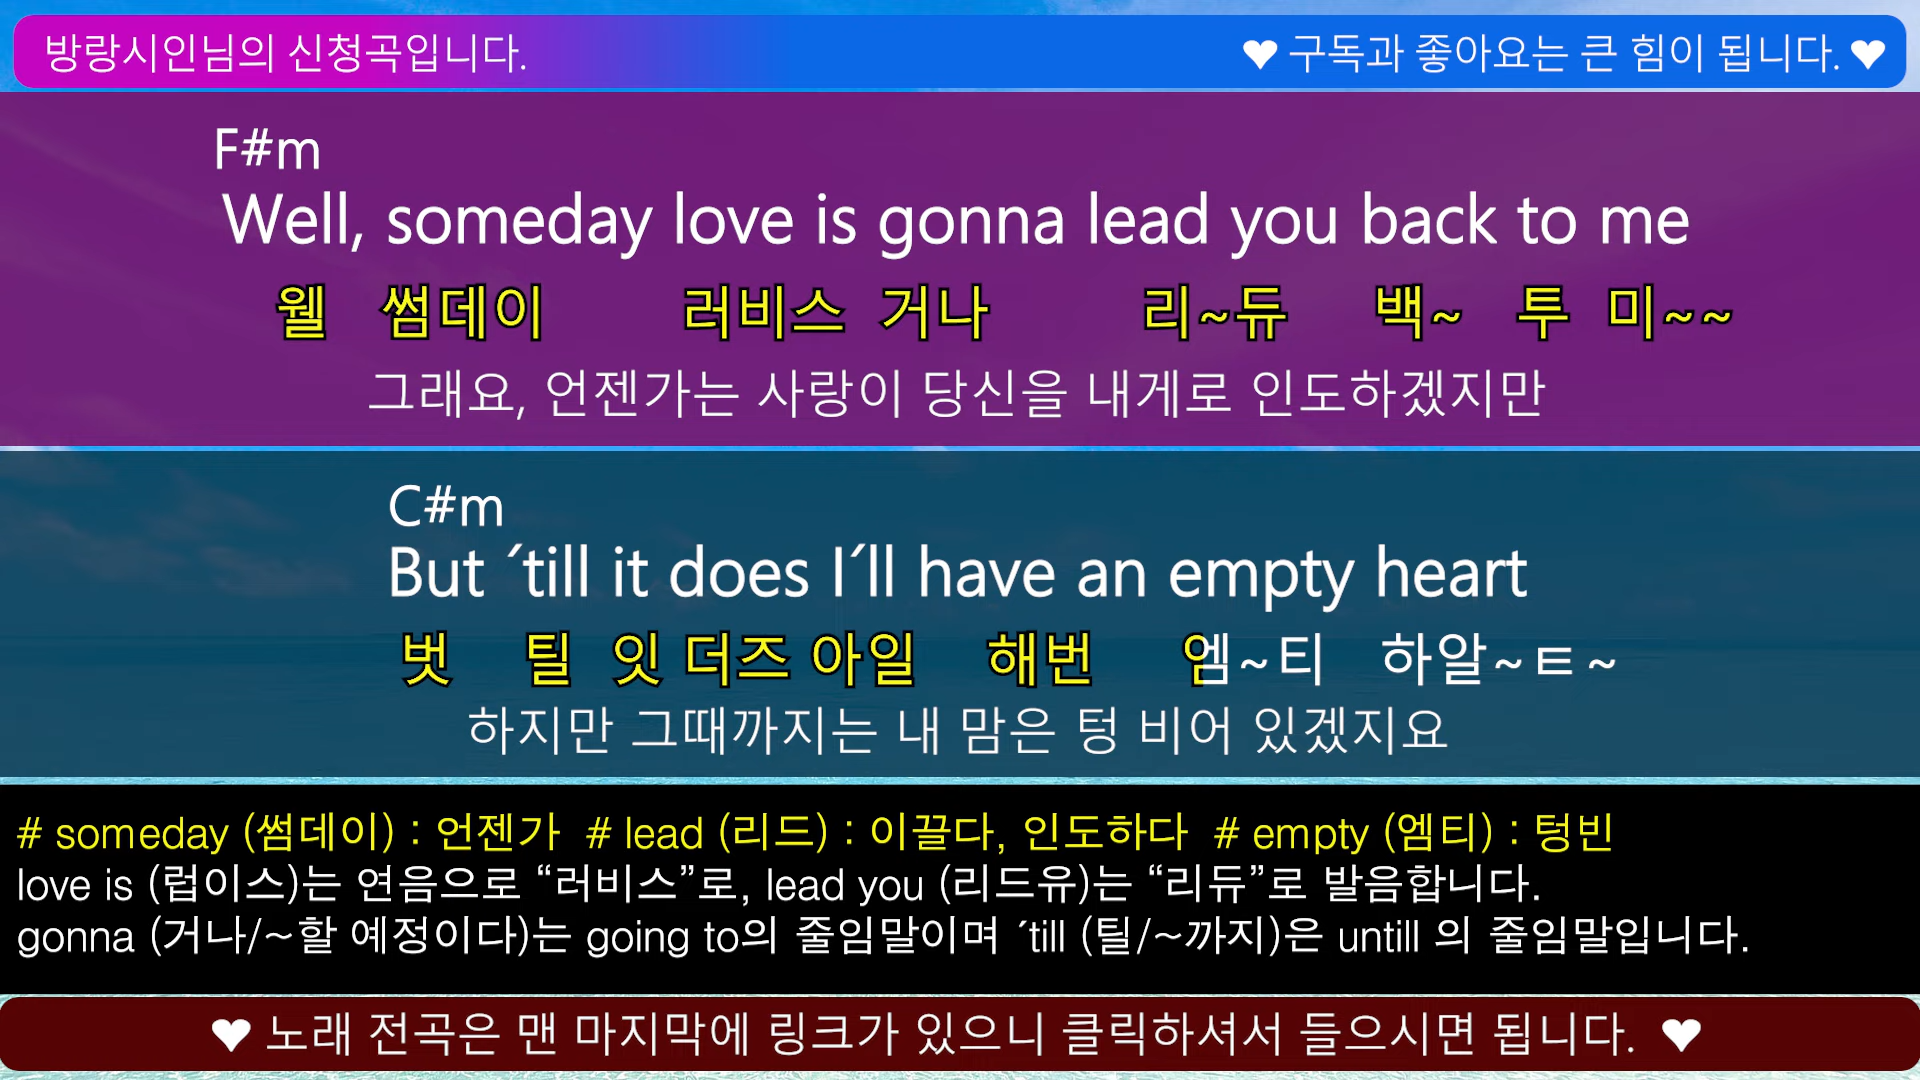 방랑시인님의 신청곡입니다.
♥ 구독과 좋아요는 큰 힘이 됩니다. ♥
F#m
Well, someday love is gonna lead you back to me
웰 썸데이 러비스 거나 리~듀 백~ 투 미~~
그래요, 언젠가는 사랑이 당신을 내게로 인도하겠지만
C#m
But ´till it does I´ll have an empty heart
벗 틸 잇 더즈 아일 해번 엠~티 하알~ㅌ~
하지만 그때까지는 내 맘은 텅 비어 있겠지요
# someday (썸데이) : 언젠가 # lead (리드) : 이끌다, 인도하다 # empty (엠티) : 텅빈
love is (럽이스)는 연음으로 “러비스”로, lead you (리드유)는 “리듀”로 발음합니다.
gonna (거나/~할 예정이다)는 going to의 줄임말이며 ´till (틸/~까지)은 untill 의 줄임말입니다.
♥ 노래 전곡은 맨 마지막에 링크가 있으니 클릭하셔서 들으시면 됩니다. ♥